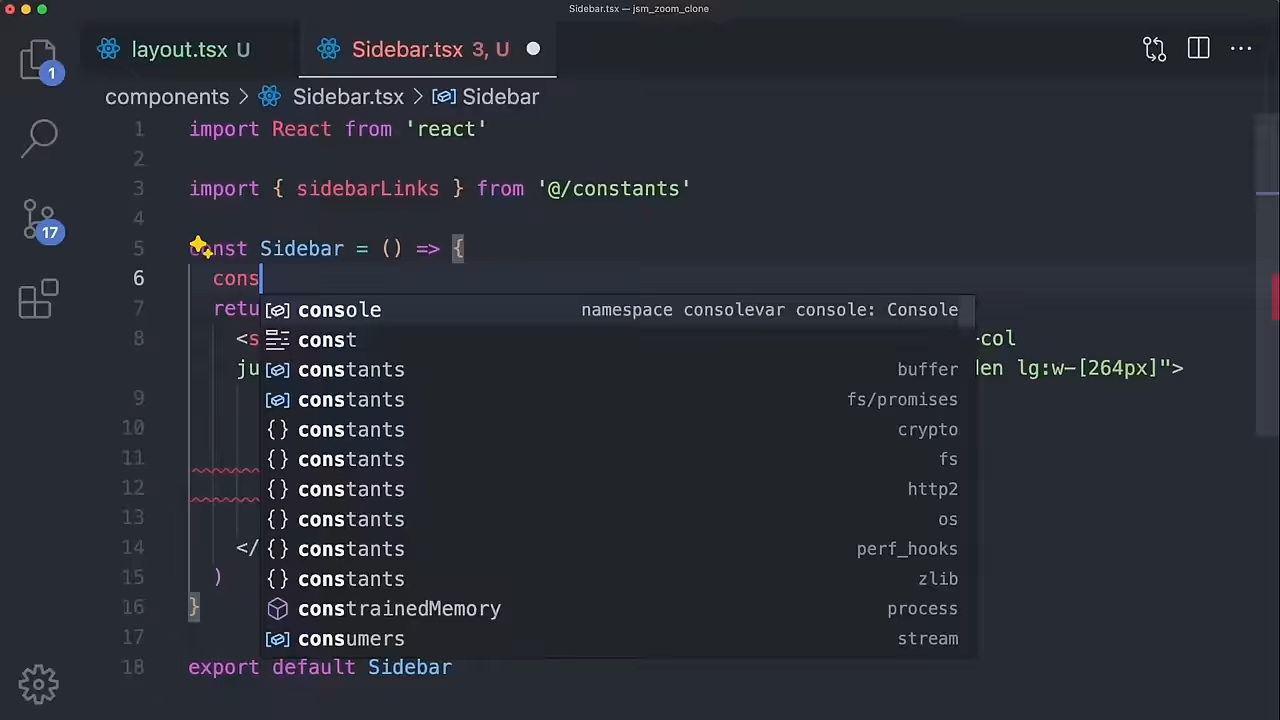 Sidebar.tsx — jsm_zoom_clone
layout.tsx U
Sidebar.tsx 3, U
1
components > Sidebar.tsx > Sidebar
1 import React from 'react'
2
3 import { sidebarLinks } from '@/constants'
4
17
5 const Sidebar = () => {
6 cons
7 retu
8 <s -col
ju en lg:w-[264px]">
9
10
11
12
13
14 </
15 )
16 }
17
18 export default Sidebar
console namespace consolevar console: Console
const
constants buffer
constants fs/promises
constants crypto
constants fs
constants http2
constants os
constants perf_hooks
constants zlib
constrainedMemory process
consumers stream